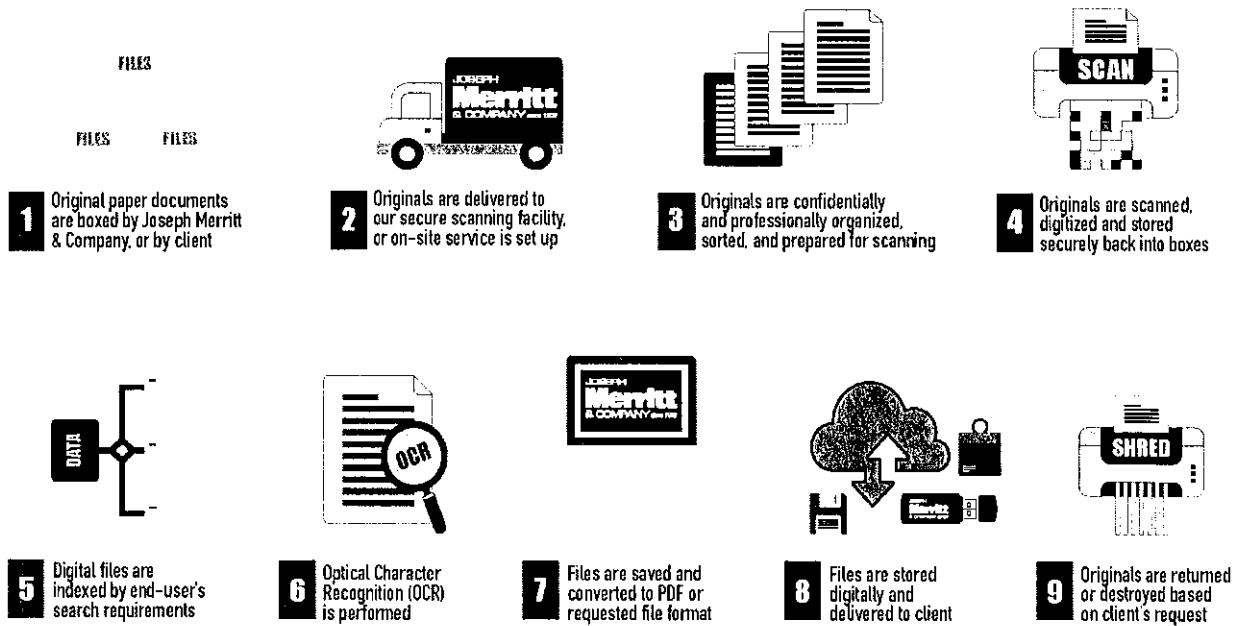 FILES
FILES FILES
JOSEPH
Merritt
& COMPANY
SCAN
1
Original paper documents
are boxed by Joseph Merritt
& Company, or by client
2
Originals are delivered to
our secure scanning facility,
or on-site service is set up
3
Originals are confidentially
and professionally organized,
sorted, and prepared for scanning
4
Originals are scanned,
digitized and stored
securely back into boxes
DATA
OCR
JOSEPH
Merritt
& COMPANY
Merritt
SHRED
5
Digital files are
indexed by end-user's
search requirements
6
Optical Character
Recognition (OCR)
is performed
7
Files are saved and
converted to PDF or
requested file format
8
Files are stored
digitally and
delivered to client
9
Originals are returned
or destroyed based
on client's request